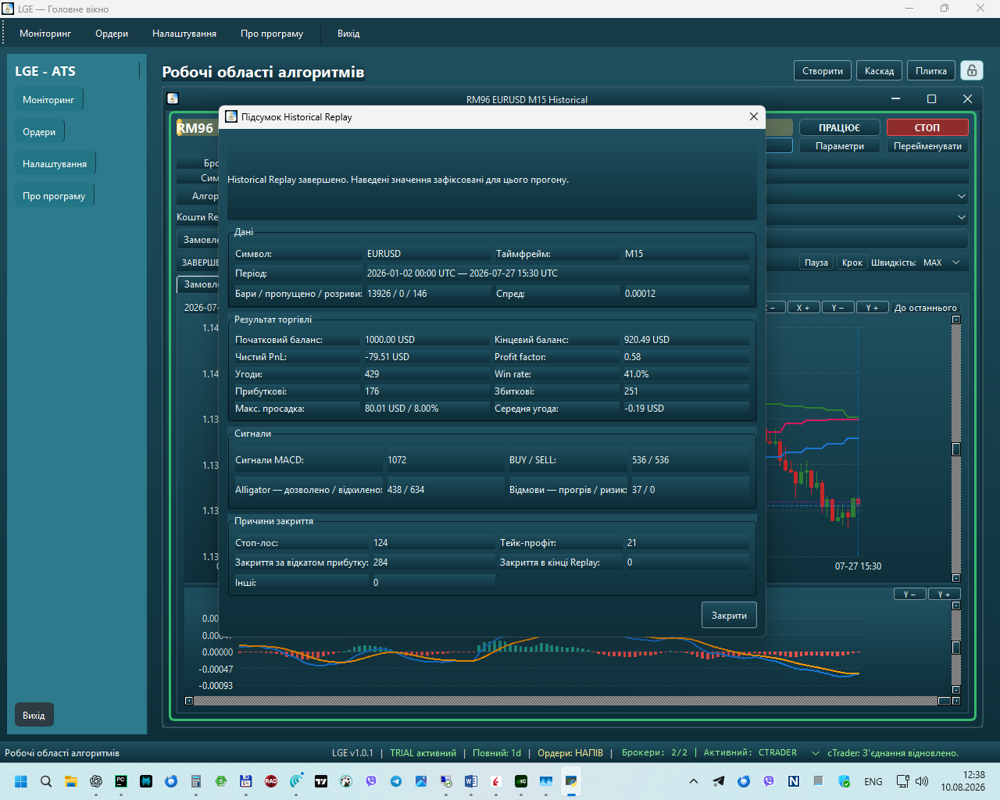 LGE — Головне вікно
Моніторинг Ордери Налаштування Про програму Вихід
LGE - ATS
Моніторинг
Ордери
Налаштування
Про програму
Вихід
Робочі області алгоритмів
Створити Каскад Плитка
RM96 EURUSD M15 Historical
RM96
ПРАЦЮЄ СТОП
Параметри Перейменувати
Бро
Сим
Алгор
Кошти Re
Замовле
ЗАВЕРШЕ
Пауза Крок Швидкість: MAX
Замовл
2026-07-
X − X + Y − Y + До останнього
1.14
1.14
1.13
1.13
1.13
1.13
07-27 15:30
Підсумок Historical Replay
Historical Replay завершено. Наведені значення зафіксовані для цього прогону.
Дані
Символ: EURUSD Таймфрейм: M15
Період: 2026-01-02 00:00 UTC — 2026-07-27 15:30 UTC
Бари / пропущено / розриви: 13926 / 0 / 146 Спред: 0.00012
Результат торгівлі
Початковий баланс: 1000.00 USD Кінцевий баланс: 920.49 USD
Чистий PnL: -79.51 USD Profit factor: 0.58
Угоди: 429 Win rate: 41.0%
Прибуткові: 176 Збиткові: 251
Макс. просадка: 80.01 USD / 8.00% Середня угода: -0.19 USD
Сигнали
Сигнали MACD: 1072 BUY / SELL: 536 / 536
Alligator — дозволено / відхилено: 438 / 634 Відмови — прогрів / ризик: 37 / 0
Причини закриття
Стоп-лос: 124 Тейк-профіт: 21
Закриття за відкатом прибутку: 284 Закриття в кінці Replay: 0
Інші: 0
Закрити
Y − Y +
0.00
0.00000
-0.00047
-0.00093
Робочі області алгоритмів
LGE v1.0.1 | TRIAL активний | Повний: 1d | Ордери: НАПІВ | Брокери: 2/2 | Активний: CTRADER cTrader: З'єднання відновлено.
ENG
12:38
10.08.2026